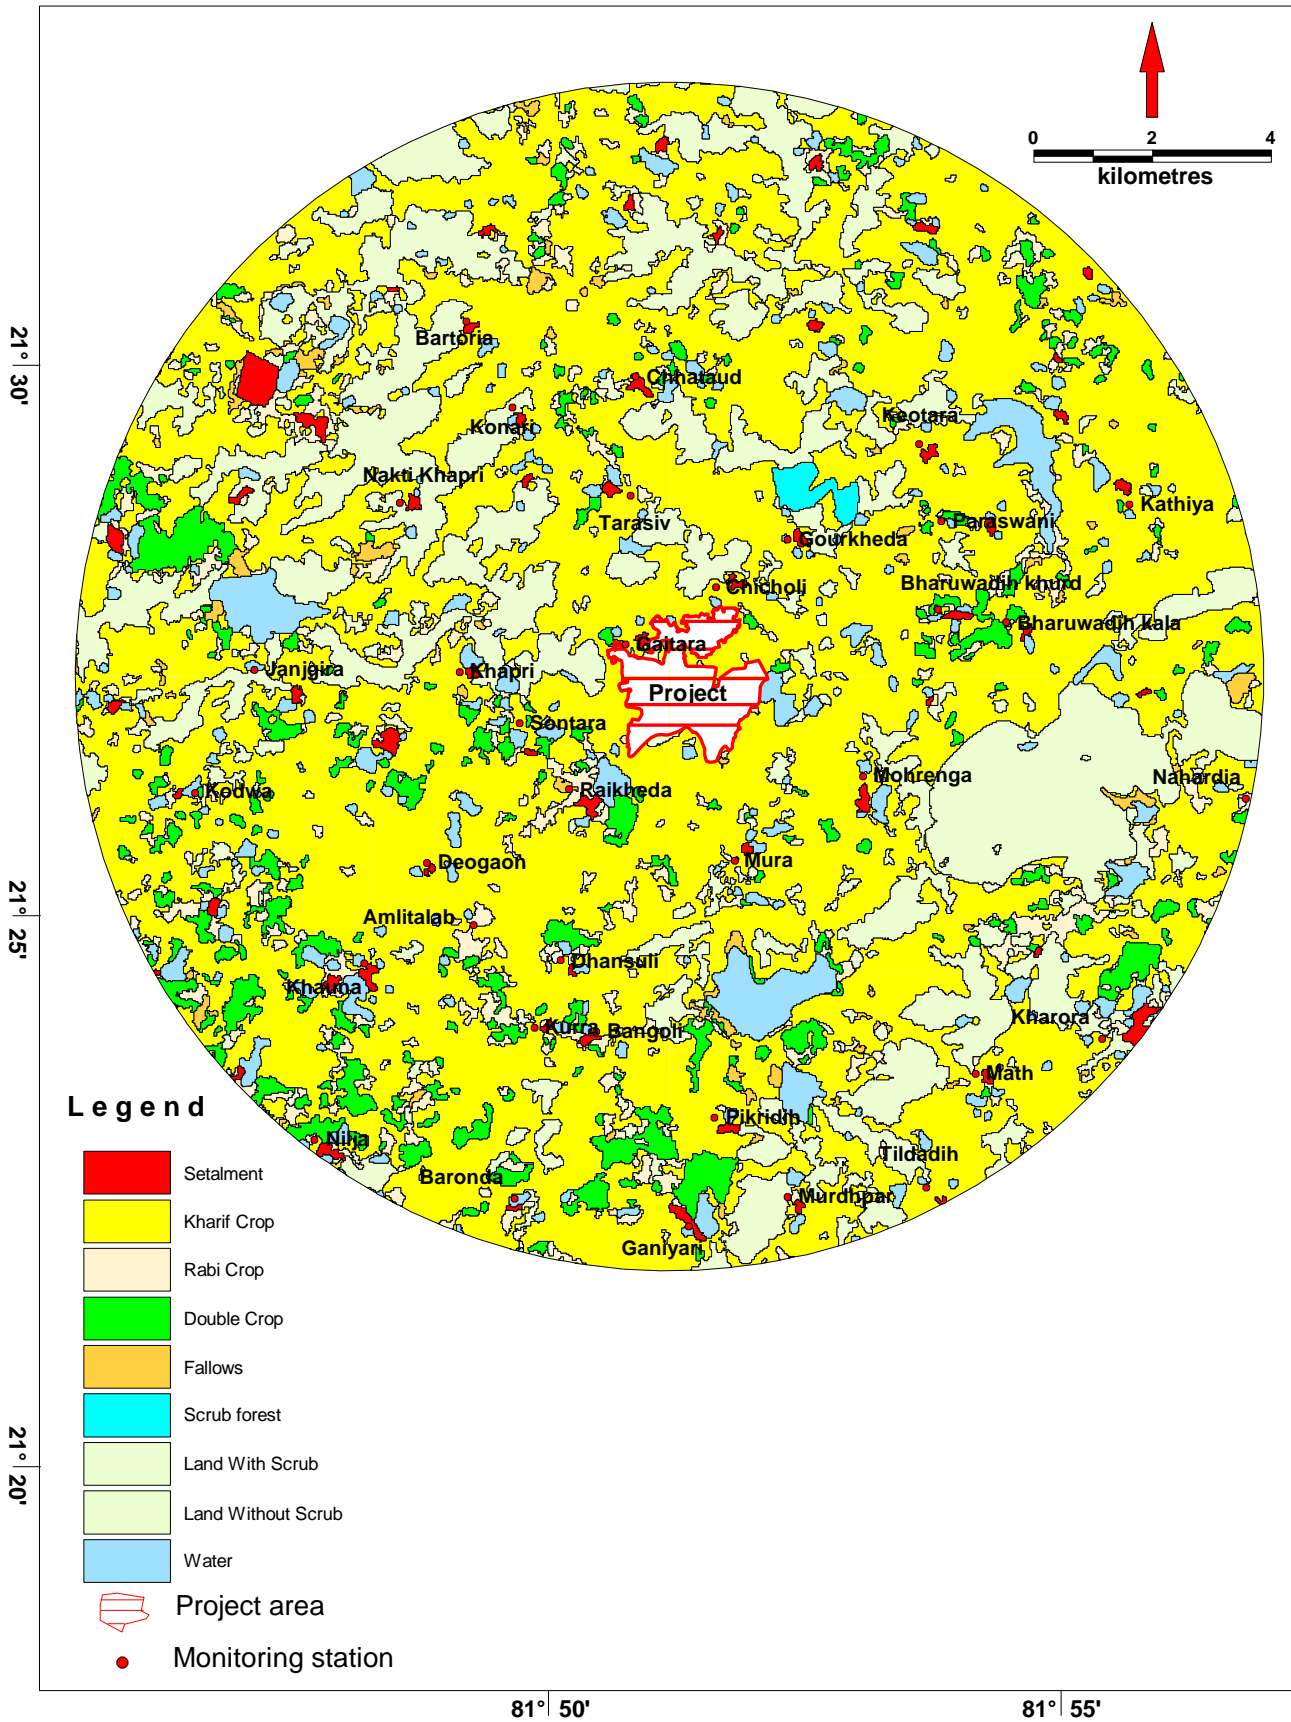 0 2 4
kilometres
Bartoria
21° 30'
Chhataud
Keotara
Konari
Nakti Khapri
Kathiya
Tarasiv
Paraswani
Gourkheda
Bharuwadih khurd
Chicholi
Bharuwadih kala
Gaitara
Janjgira
Khapri
Project
Sontara
Mohrenga
Nahardia
Kodwa
Raikheda
Deogaon
Mura
21° 25'
Amlitalab
Dhansuli
Khauna
Kharora
Kurra
Bangoli
Math
Legend
Pikridih
Nilja
Tildadih
Baronda
Setalment
Murdhpar
Kharif Crop
Ganiyari
Rabi Crop
Double Crop
Fallows
Scrub forest
21° 20'
Land With Scrub
Land Without Scrub
Water
Project area
Monitoring station
81° 50' 81° 55'